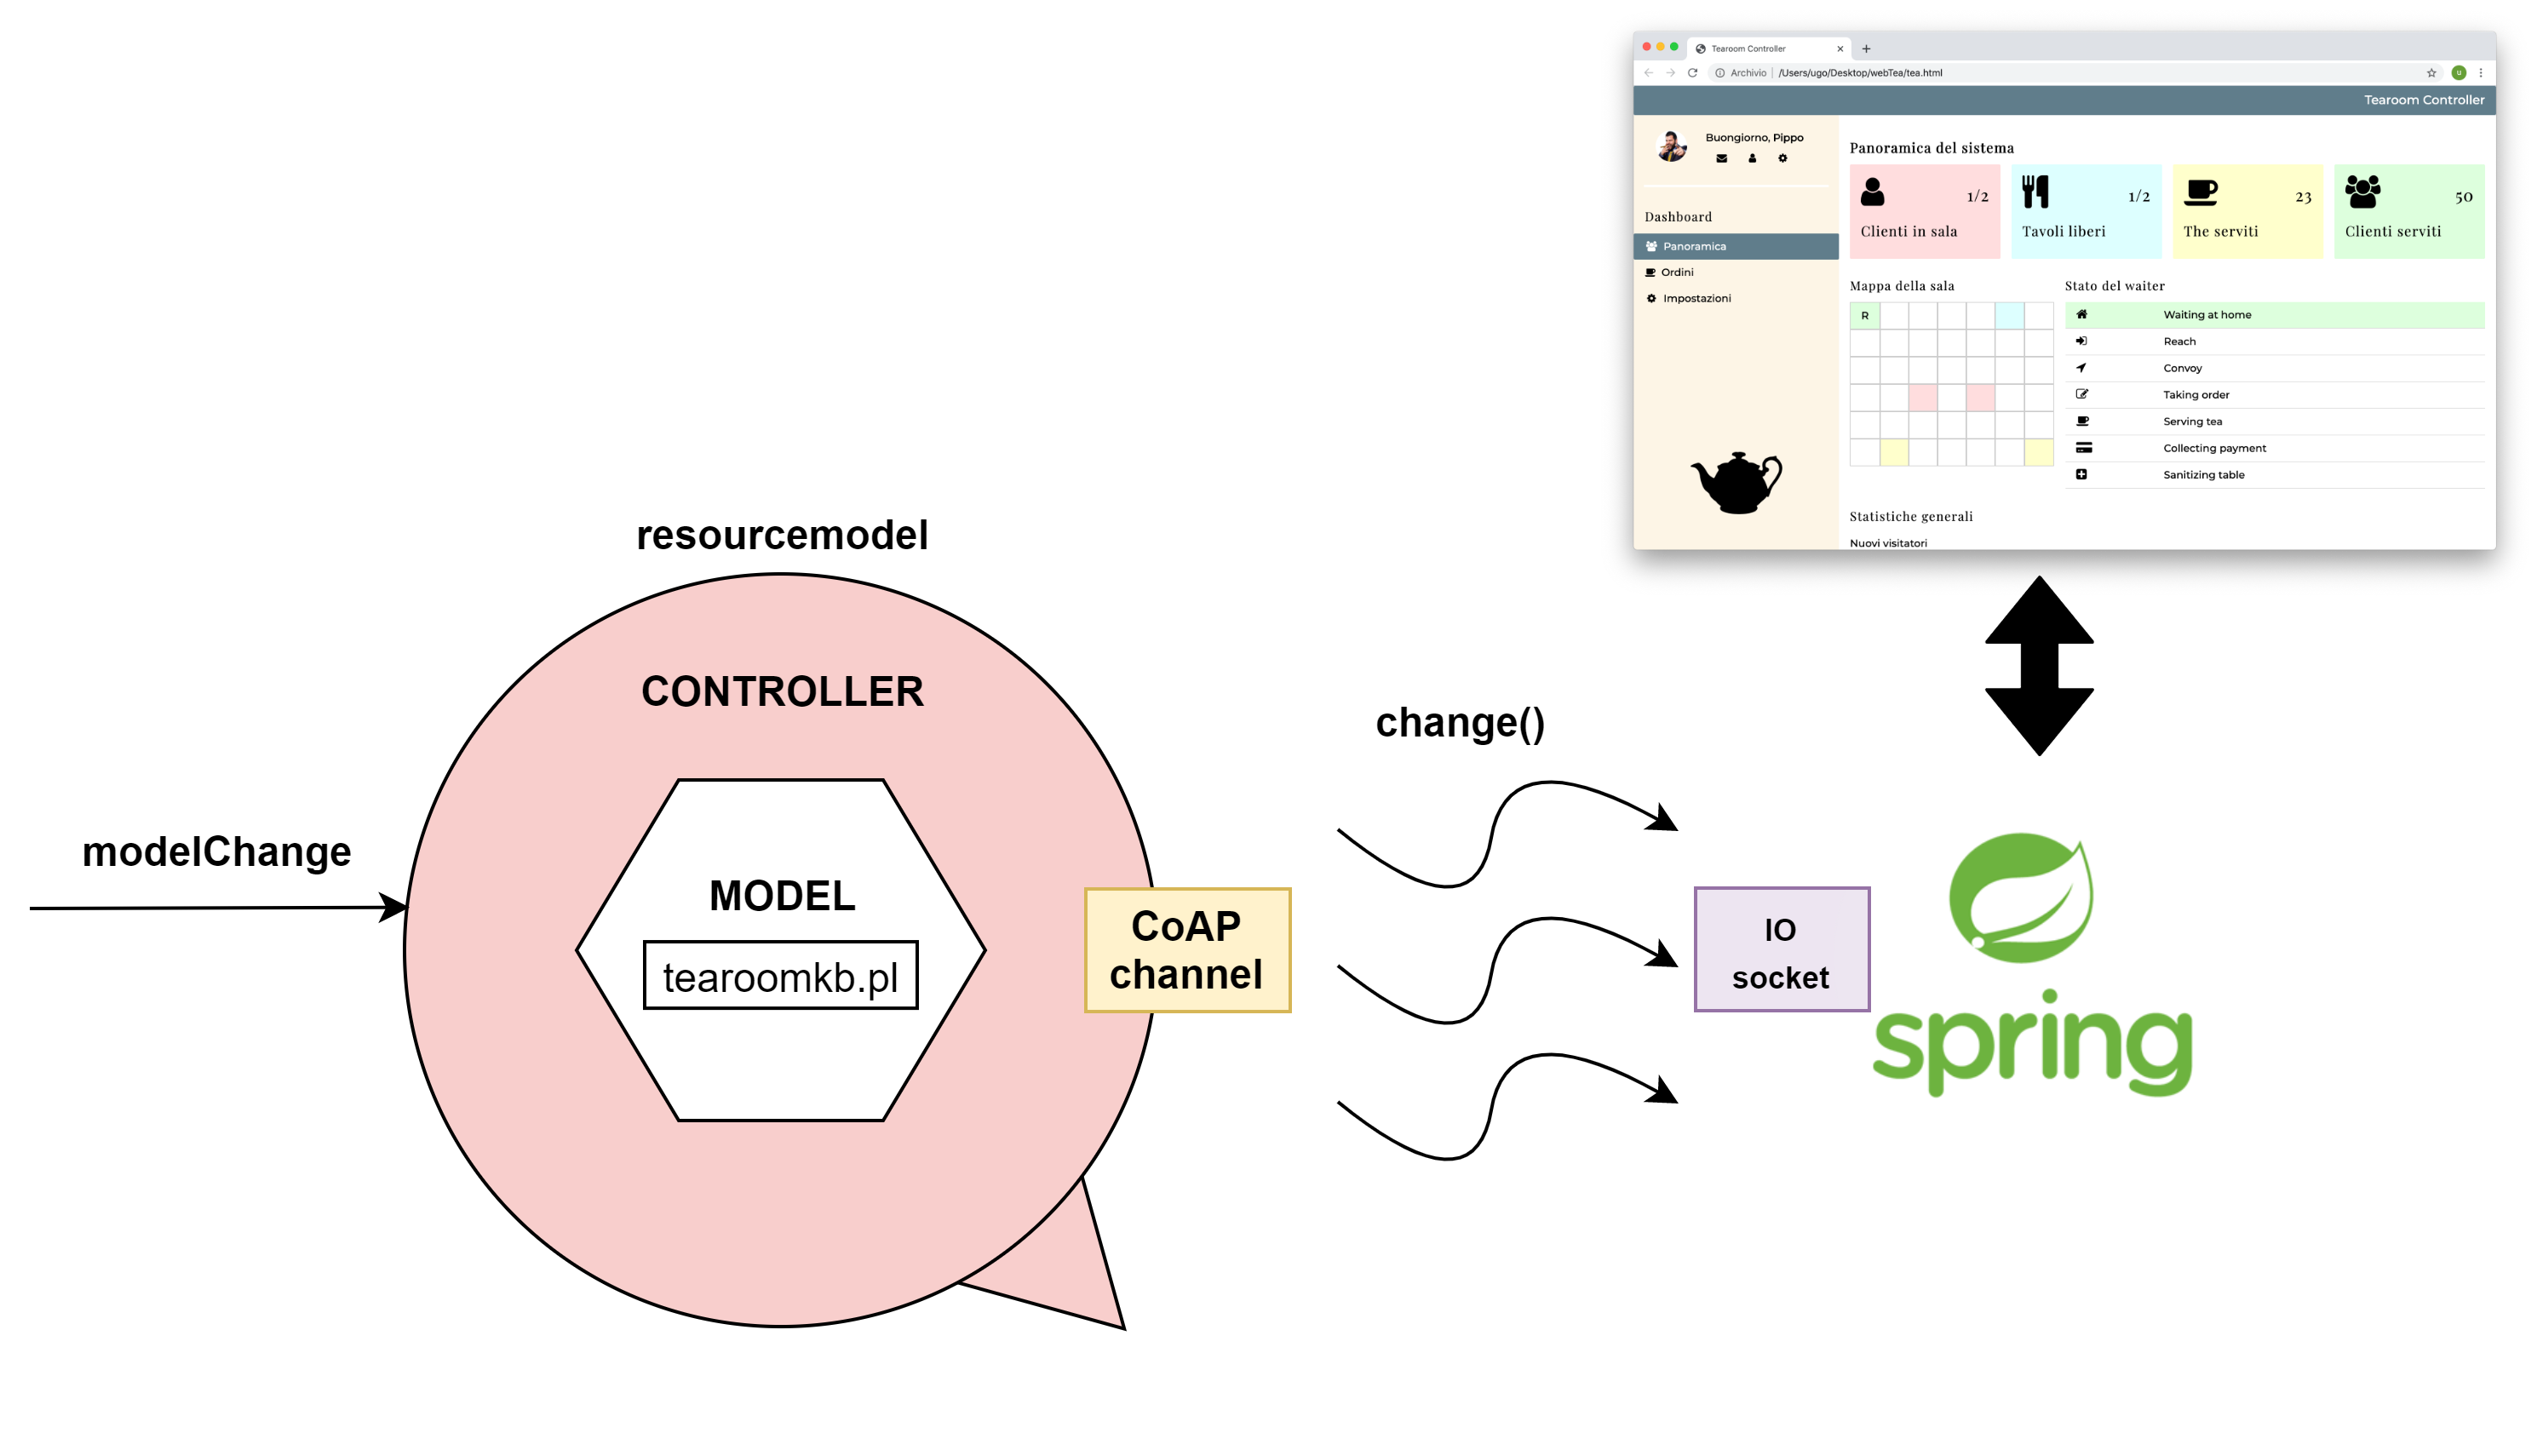 Tearoom Controller
Archivio
/Users/ugo/Desktop/webTea/tea.html
u
Tearoom Controller
Buongiorno, Pippo
Dashboard
Panoramica
Ordini
Impostazioni
Panoramica del sistema
1/2
Clienti in sala
1/2
Tavoli liberi
23
The serviti
50
Clienti serviti
Mappa della sala
R
Stato del waiter
Waiting at home
Reach
Convoy
Taking order
Serving tea
Collecting payment
Sanitizing table
Statistiche generali
Nuovi visitatori
resourcemodel
CONTROLLER
modelChange
MODEL
tearoomkb.pl
CoAP
channel
change()
IO
socket
spring